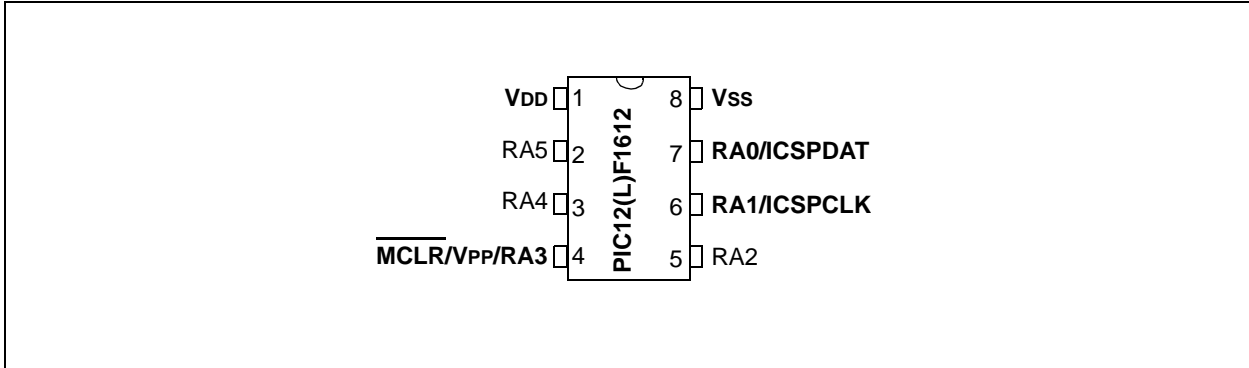 VDD 1 8 VSS
RA5 2 7 RA0/ICSPDAT
RA4 3 6 RA1/ICSPCLK
MCLR/VPP/RA3 4 5 RA2
PIC12(L)F1612